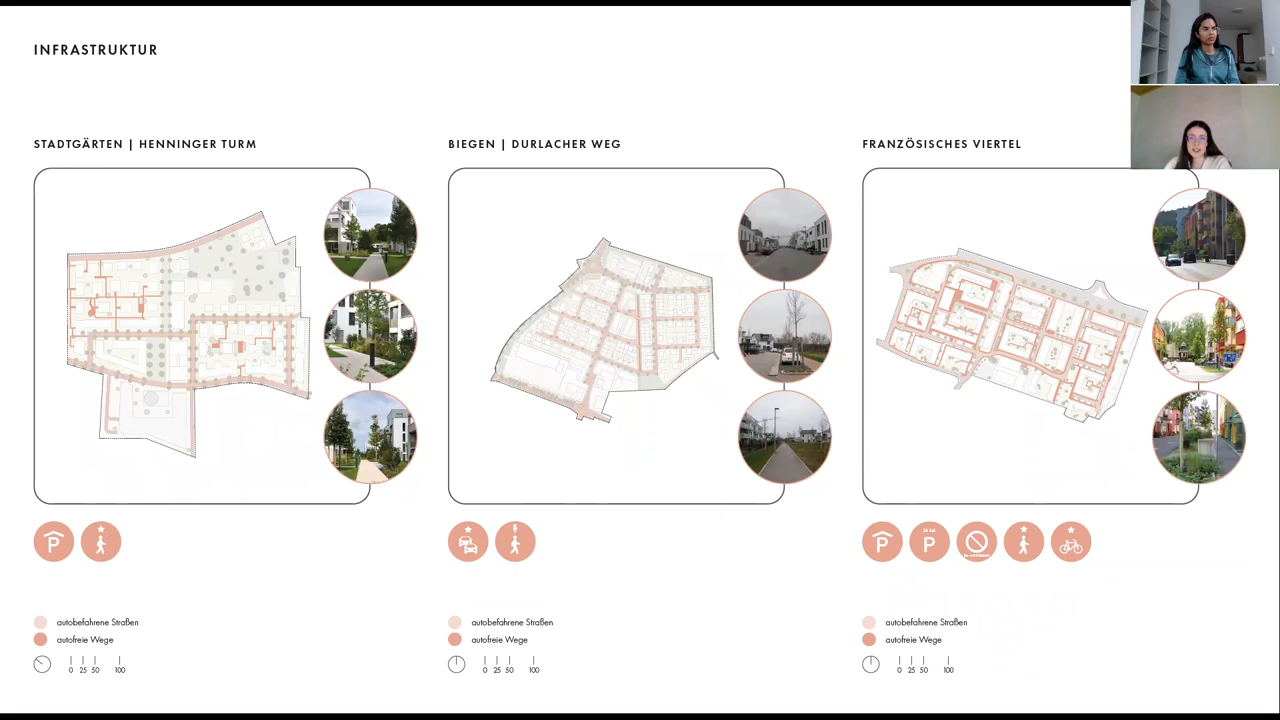 INFRASTRUKTUR
STADTGÄRTEN | HENNINGER TURM
BIEGEN | DURLACHER WEG
FRANZÖSISCHES VIERTEL
P
P
P
autobefahrene Straßen
autofreie Wege
0 25 50 100
autobefahrene Straßen
autofreie Wege
0 25 50 100
autobefahrene Straßen
autofreie Wege
0 25 50 100